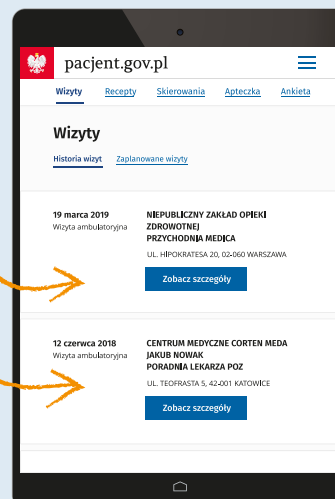 pacjent.gov.pl
Wizyty Recepty Skierowania Apteczka Ankieta
Wizyty
Historia wizyt Zaplanowane wizyty
19 marca 2019
Wizyta ambulatoryjna
NIEPUBLICZNY ZAKŁAD OPIEKI
ZDROWOTNEJ
PRZYCHODNIA MEDICA
UL. HIPOKRATESA 20, 02-060 WARSZAWA
Zobacz szczegóły
12 czerwca 2018
Wizyta ambulatoryjna
CENTRUM MEDYCZNE CORTEN MEDA
JAKUB NOWAK
PORADNIA LEKARZA POZ
UL. TEOFRASTA 5, 42-001 KATOWICE
Zobacz szczegóły